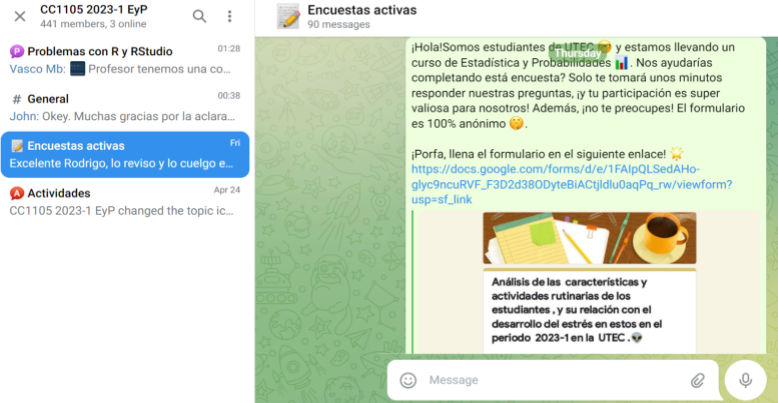 CC1105 2023-1 EyP
441 members, 3 online
Problemas con R y RStudio
01:28
Vasco Mb: Profesor tenemos una co...
# General
00:38
John: Okey. Muchas gracias por la aclara...
Encuestas activas
Fri
Excelente Rodrigo, lo reviso y lo cuelgo e...
Actividades
Apr 24
CC1105 2023-1 EyP changed the topic ic...
Encuestas activas
90 messages
Thursday
¡Hola!Somos estudiantes de UTEC 🤓 y estamos llevando un
curso de Estadística y Probabilidades 📊. Nos ayudarías
completando está encuesta? Solo te tomará unos minutos
responder nuestras preguntas, ¡y tu participación es super
valiosa para nosotros! Además, ¡no te preocupes! El formulario
es 100% anónimo 🤭.
¡Porfa, llena el formulario en el siguiente enlace! 🌟
https://docs.google.com/forms/d/e/1FAIpQLSedAHo-
glyc9ncuRVF_F3D2d38ODyteBiACtjIdlu0aqPq_rw/viewform?
usp=sf_link
Análisis de las características y
actividades rutinarias de los
estudiantes , y su relación con el
desarrollo del estrés en estos en el
periodo 2023-1 en la UTEC .👽
Message